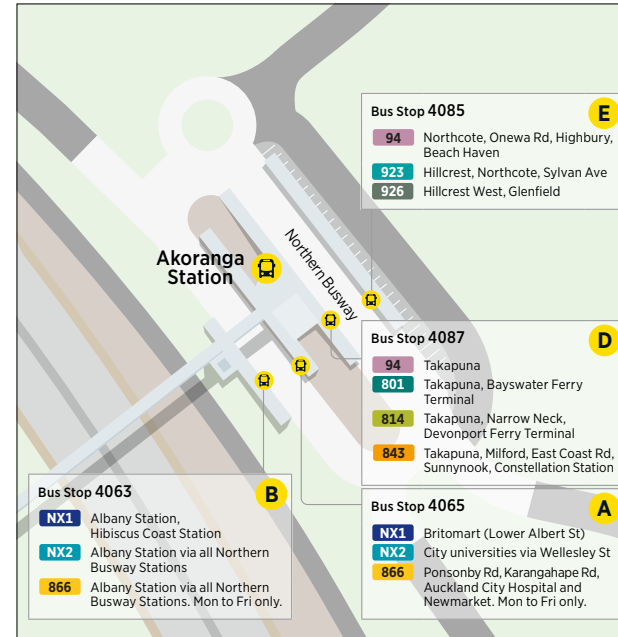 Bus Stop 4085
E
94 Northcote, Onewa Rd, Highbury,
Beach Haven
923 Hillcrest, Northcote, Sylvan Ave
926 Hillcrest West, Glenfield
Akoranga
Station
Northern Busway
Bus Stop 4087
D
94 Takapuna
801 Takapuna, Bayswater Ferry
Terminal
814 Takapuna, Narrow Neck,
Devonport Ferry Terminal
843 Takapuna, Milford, East Coast Rd,
Sunnynook, Constellation Station
Bus Stop 4063
B
NX1 Albany Station,
Hibiscus Coast Station
NX2 Albany Station via all Northern
Busway Stations
866 Albany Station via all Northern
Busway Stations. Mon to Fri only.
Bus Stop 4065
A
NX1 Britomart (Lower Albert St)
NX2 City universities via Wellesley St
866 Ponsonby Rd, Karangahape Rd,
Auckland City Hospital and
Newmarket. Mon to Fri only.